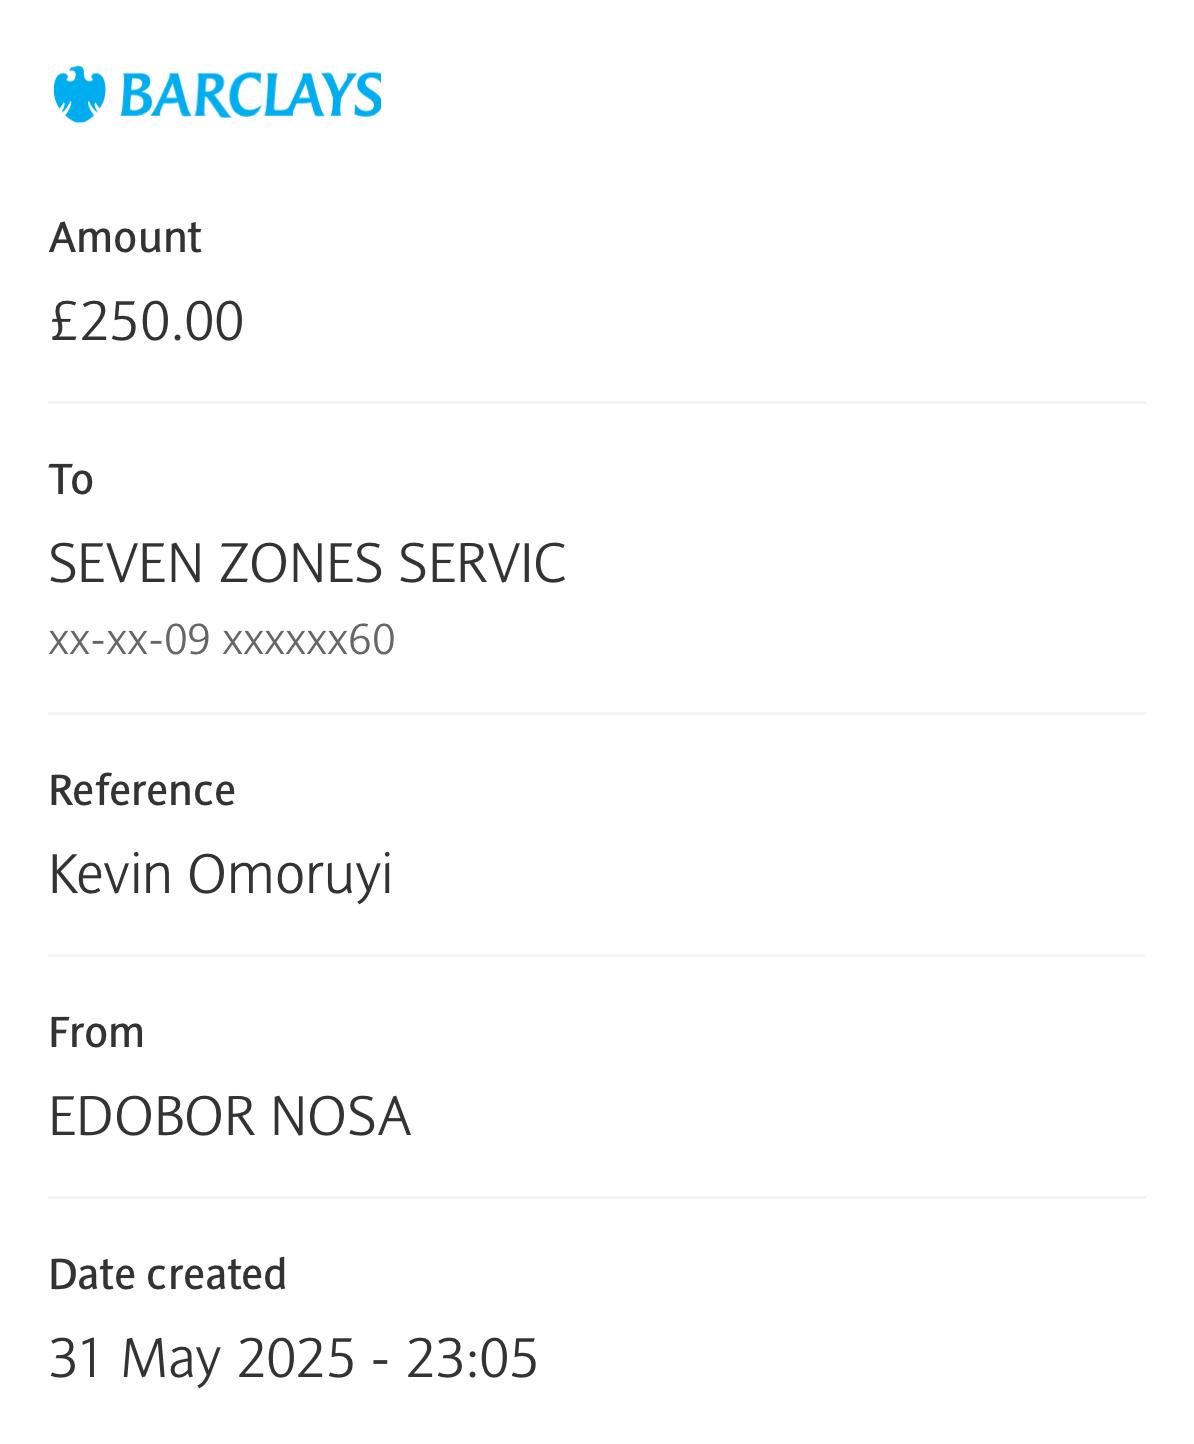 BARCLAYS
Amount
£250.00
To
SEVEN ZONES SERVIC
xx-xx-09 xxxxxx60
Reference
Kevin Omoruyi
From
EDOBOR NOSA
Date created
31 May 2025 - 23:05